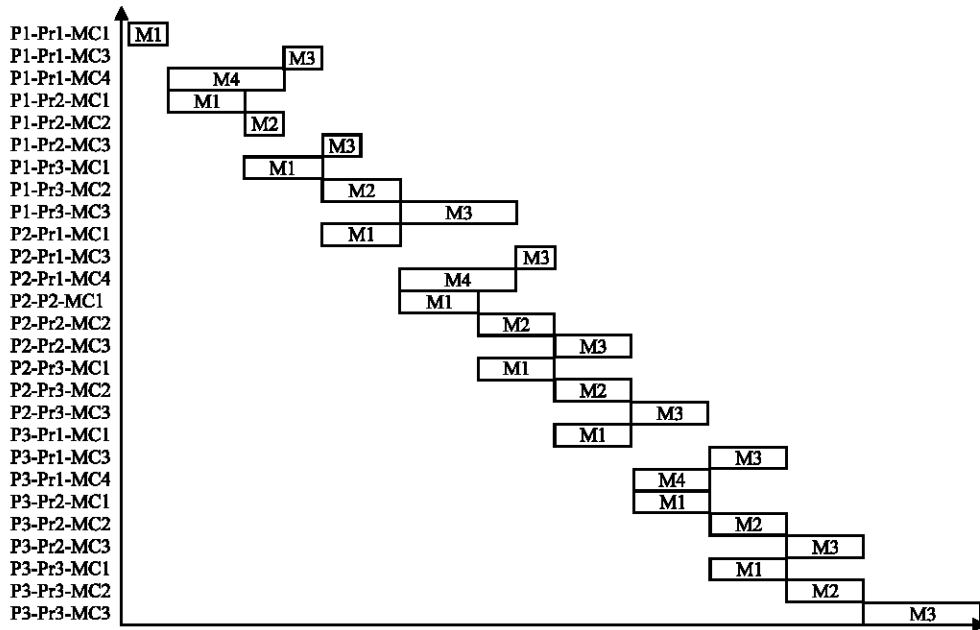 P1-Pr1-MC1 M1
P1-Pr1-MC3 M3
P1-Pr1-MC4 M4
P1-Pr2-MC1 M1
P1-Pr2-MC2 M2
P1-Pr2-MC3 M3
P1-Pr3-MC1 M1
P1-Pr3-MC2 M2
P1-Pr3-MC3 M3
P2-Pr1-MC1 M1
P2-Pr1-MC3 M3
P2-Pr1-MC4 M4
P2-P2-MC1 M1
P2-Pr2-MC2 M2
P2-Pr2-MC3 M3
P2-Pr3-MC1 M1
P2-Pr3-MC2 M2
P2-Pr3-MC3 M3
P3-Pr1-MC1 M1
P3-Pr1-MC3 M3
P3-Pr1-MC4 M4
P3-Pr2-MC1 M1
P3-Pr2-MC2 M2
P3-Pr2-MC3 M3
P3-Pr3-MC1 M1
P3-Pr3-MC2 M2
P3-Pr3-MC3 M3